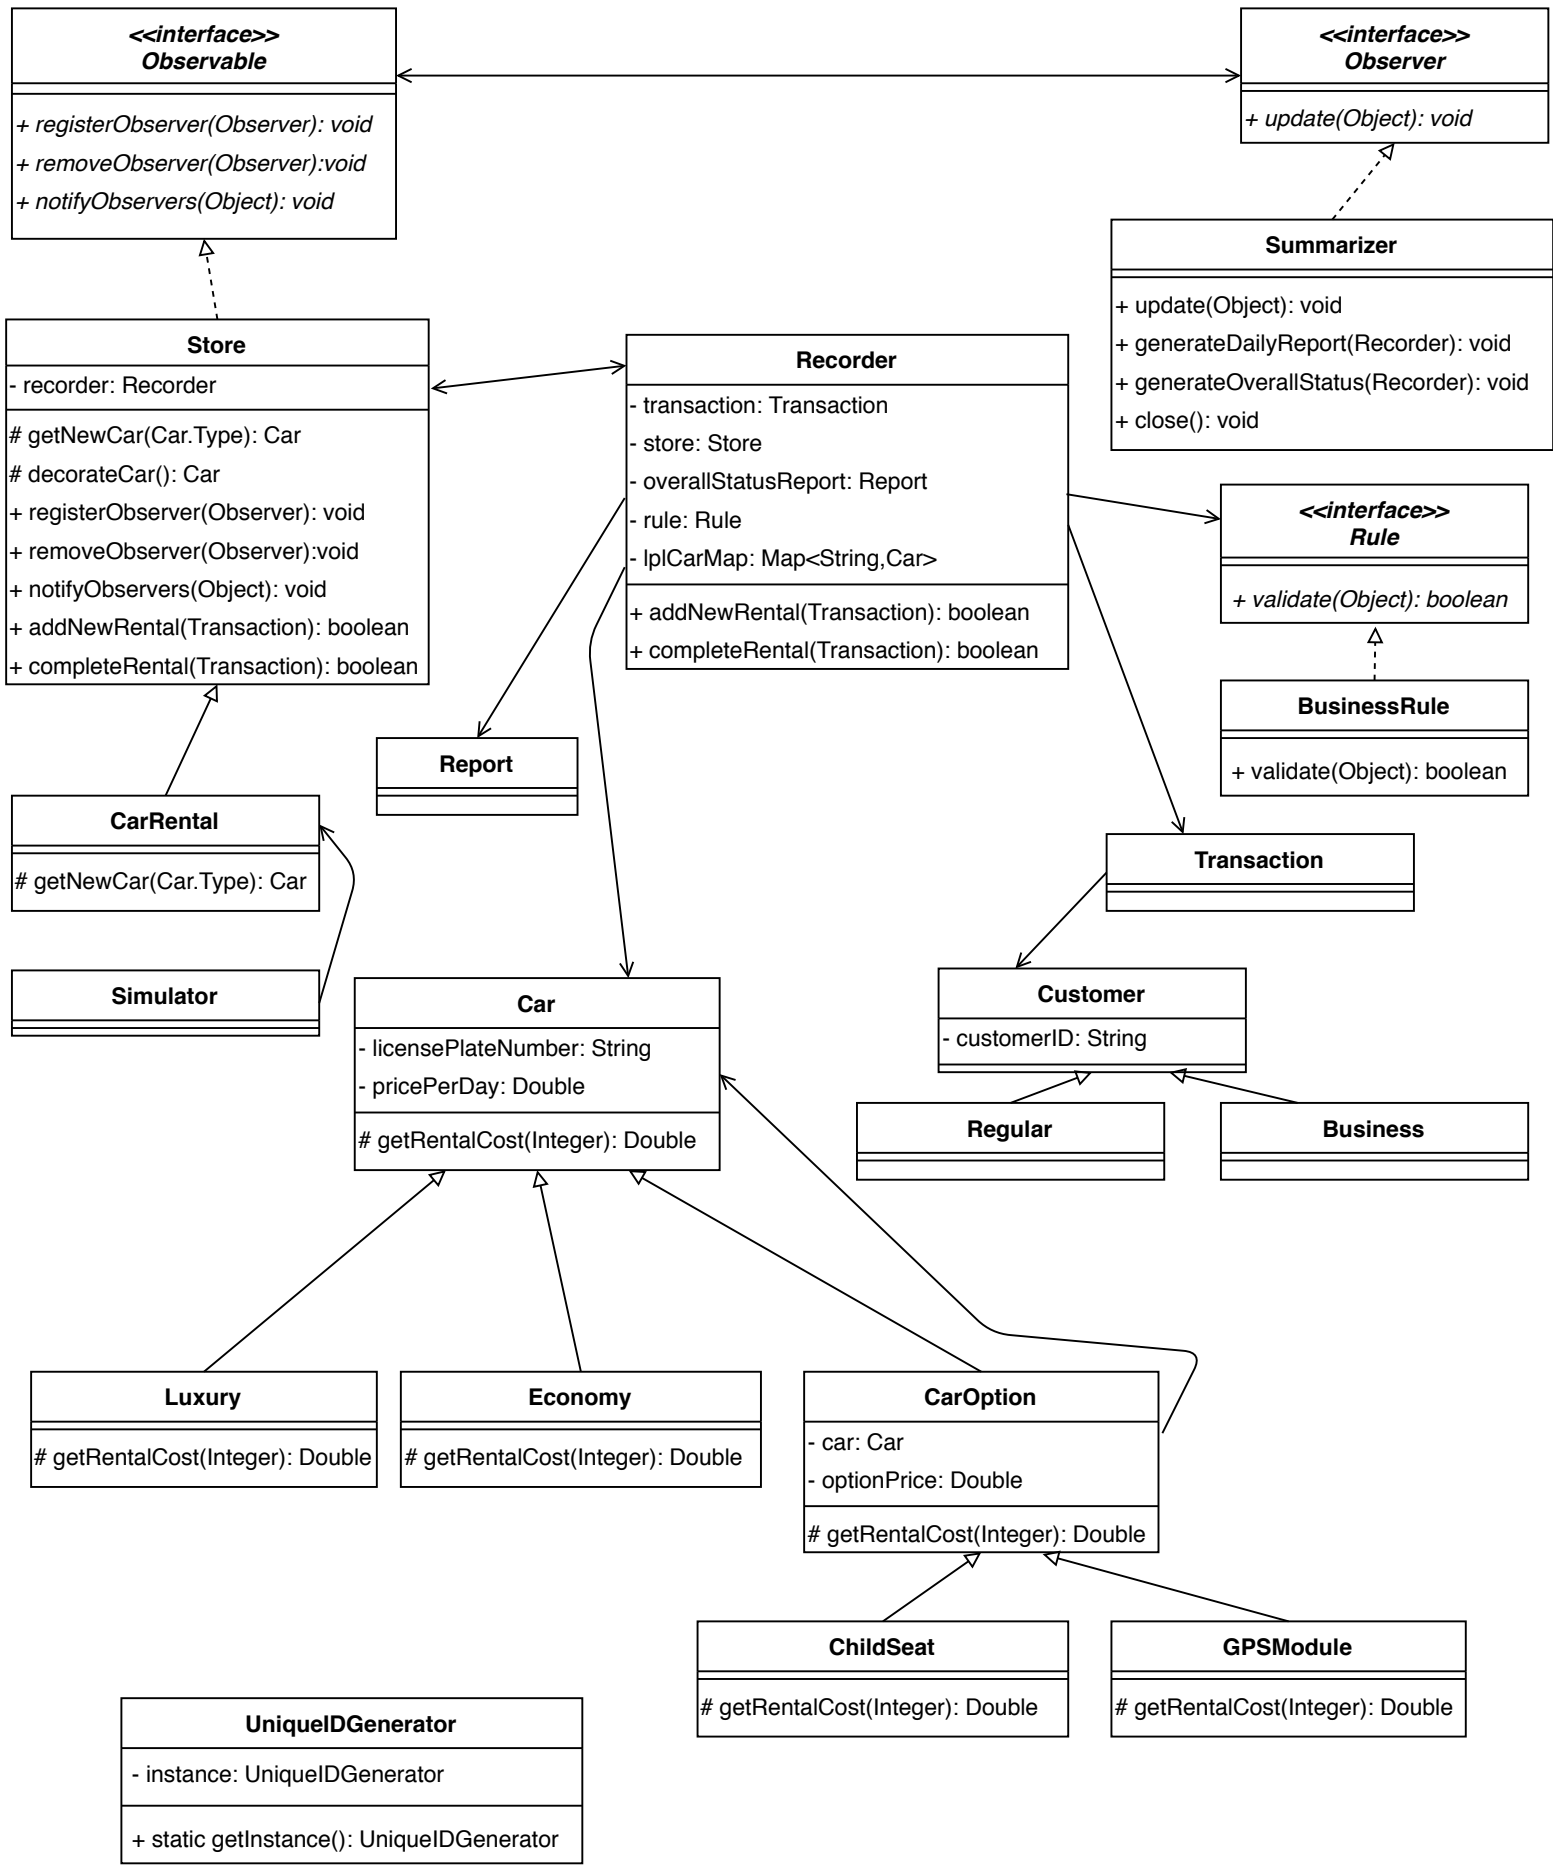 <<interface>>
Observable
+ registerObserver(Observer): void
+ removeObserver(Observer):void
+ notifyObservers(Object): void
<<interface>>
Observer
+ update(Object): void
Summarizer
+ update(Object): void
+ generateDailyReport(Recorder): void
+ generateOverallStatus(Recorder): void
+ close(): void
Store
- recorder: Recorder
# getNewCar(Car.Type): Car
# decorateCar(): Car
+ registerObserver(Observer): void
+ removeObserver(Observer):void
+ notifyObservers(Object): void
+ addNewRental(Transaction): boolean
+ completeRental(Transaction): boolean
Recorder
- transaction: Transaction
- store: Store
- overallStatusReport: Report
- rule: Rule
- lplCarMap: Map<String,Car>
+ addNewRental(Transaction): boolean
+ completeRental(Transaction): boolean
<<interface>>
Rule
+ validate(Object): boolean
BusinessRule
+ validate(Object): boolean
Report
CarRental
# getNewCar(Car.Type): Car
Transaction
Simulator
Car
- licensePlateNumber: String
- pricePerDay: Double
# getRentalCost(Integer): Double
Customer
- customerID: String
Regular
Business
Luxury
# getRentalCost(Integer): Double
Economy
# getRentalCost(Integer): Double
CarOption
- car: Car
- optionPrice: Double
# getRentalCost(Integer): Double
ChildSeat
# getRentalCost(Integer): Double
GPSModule
# getRentalCost(Integer): Double
UniqueIDGenerator
- instance: UniqueIDGenerator
+ static getInstance(): UniqueIDGenerator